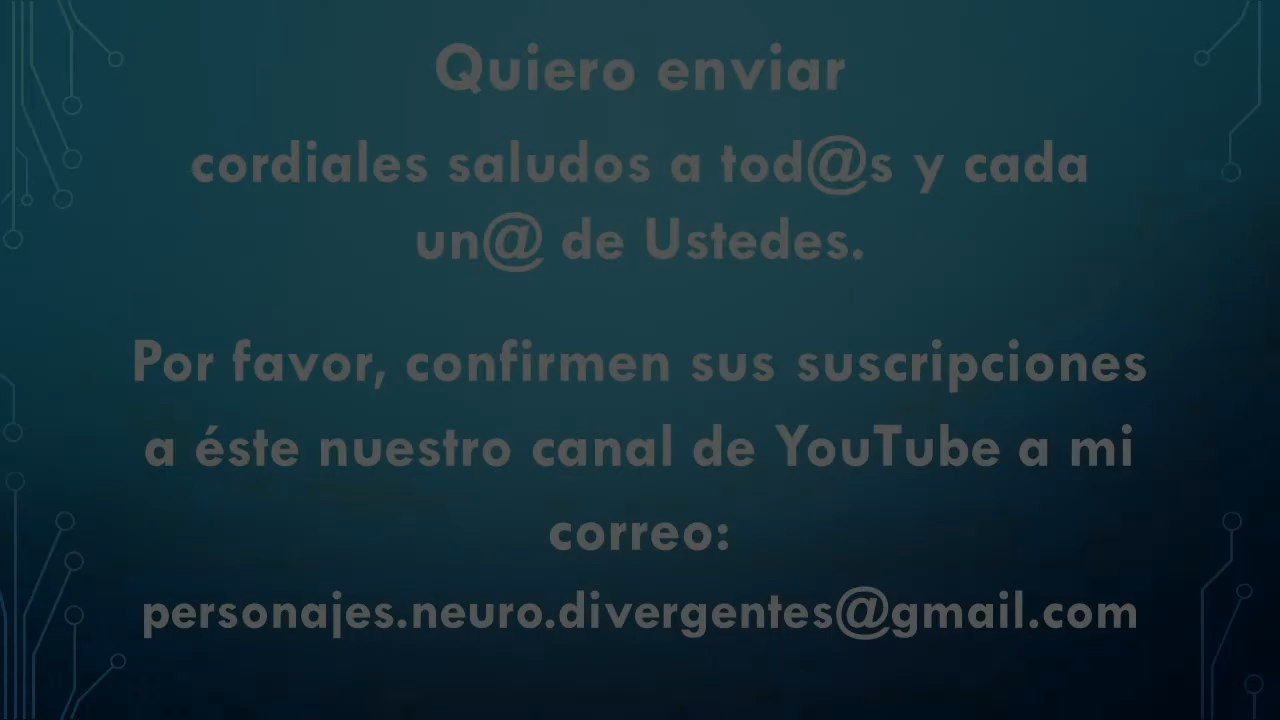 Quiero enviar
cordiales saludos a tod@s y cada
un@ de Ustedes.
Por favor, confirmen sus suscripciones
a éste nuestro canal de YouTube a mi
correo:
personajes.neuro.divergentes@gmail.com